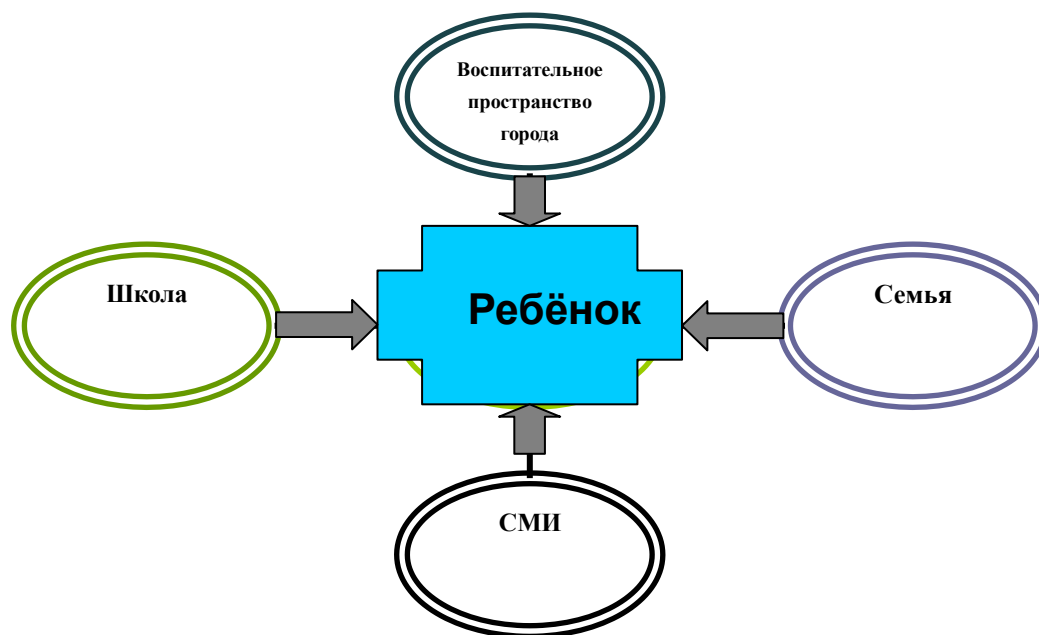 Воспитательное
пространство
города
Школа
Ребёнок
Семья
СМИ